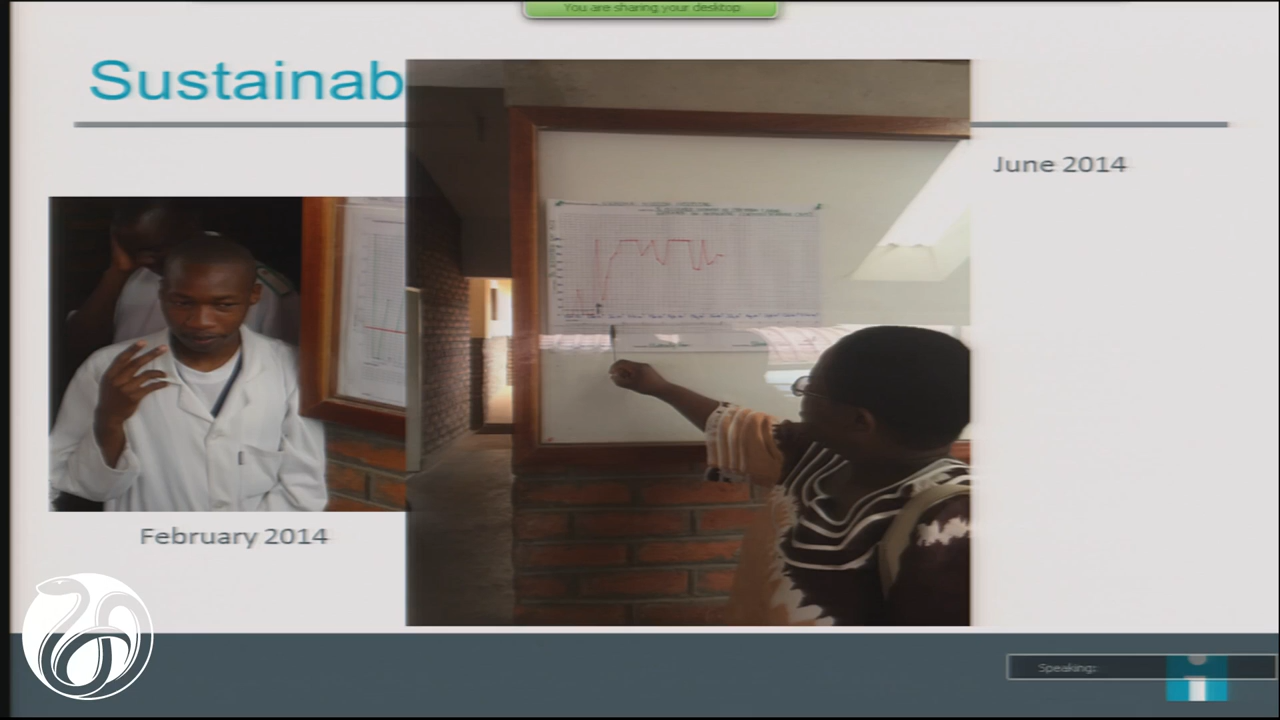 You are sharing your desktop
Sustainab
June 2014
February 2014
Speaking: